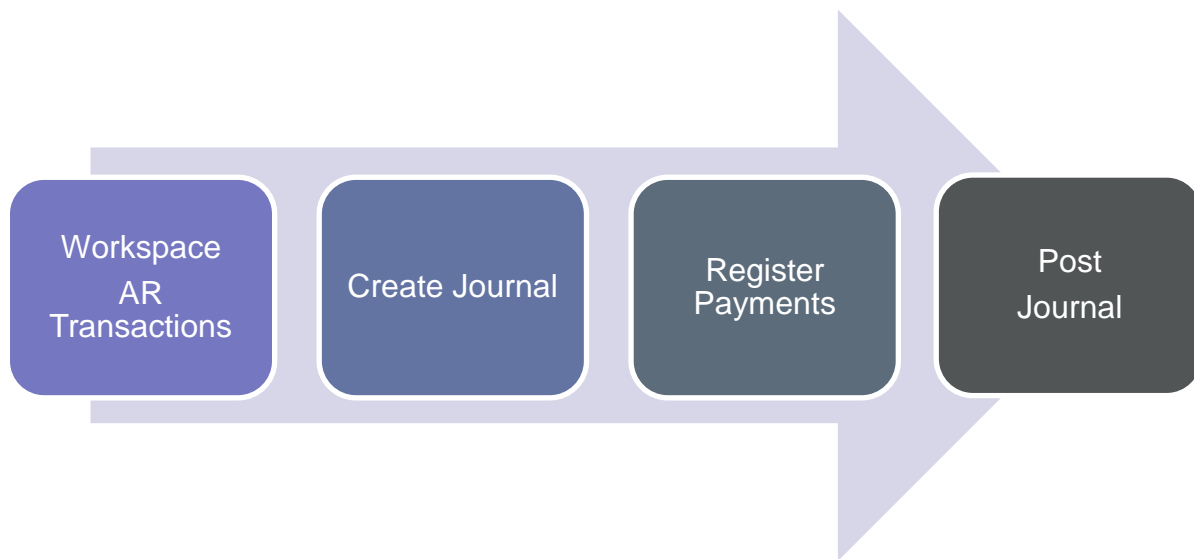 Workspace
AR
Transactions
Create Journal
Register
Payments
Post
Journal